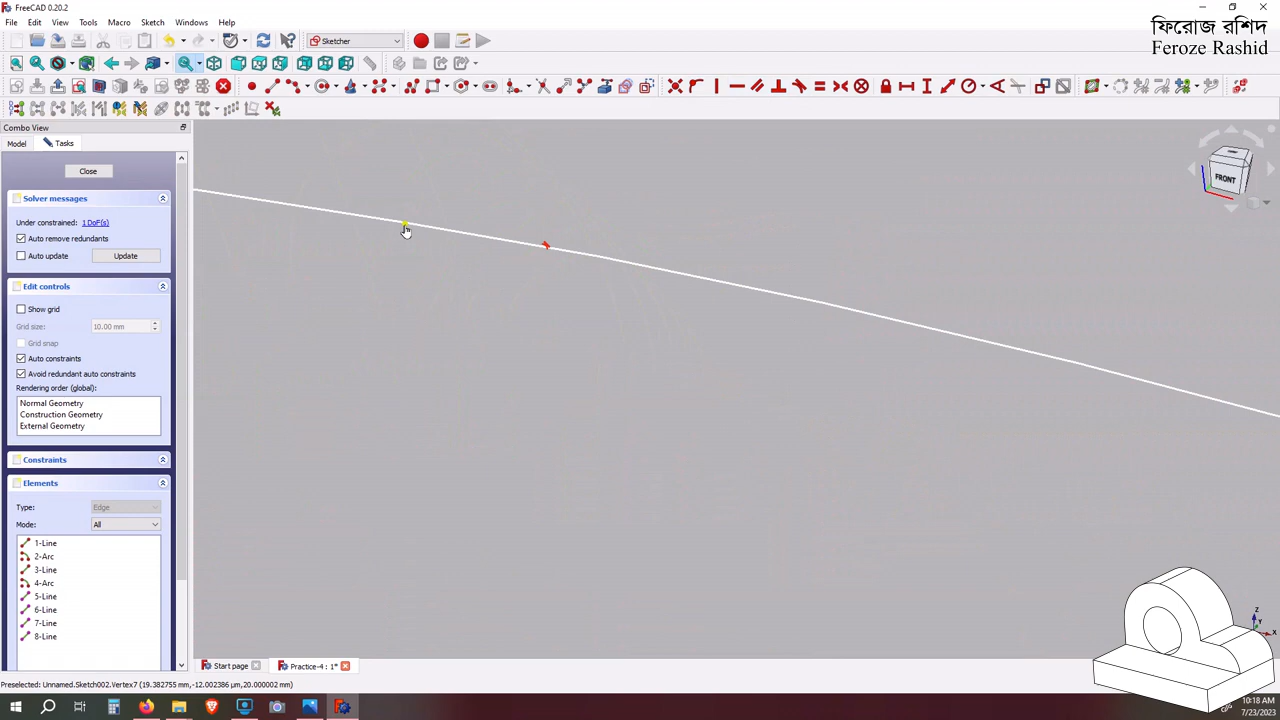 FreeCAD 0.20.2
ফিরোজ রশিদ
Feroze Rashid
File Edit View Tools Macro Sketch Windows Help
Sketcher
Combo View
Model Tasks
Close
Solver messages
Under constrained: 1 DoF(s)
Auto remove redundants
Auto update Update
Edit controls
Show grid
Grid size: 10.00 mm
Grid snap
Auto constraints
Avoid redundant auto constraints
Rendering order (global):
Normal Geometry
Construction Geometry
External Geometry
Constraints
Elements
Type: Edge
Mode: All
1-Line
2-Arc
3-Line
4-Arc
5-Line
6-Line
7-Line
8-Line
FRONT
Z
Y
X
Start page Practice-4 : 1*
Preselected: Unnamed.Sketch002.Vertex7 (19.382755 mm,-12.002386 μm,20.000002 mm)
10:18 AM
7/23/2023